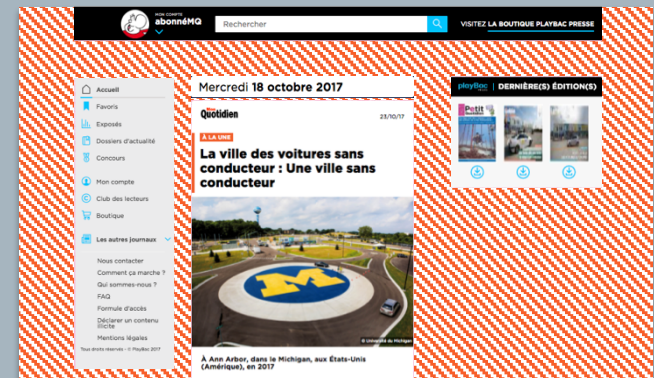 MON COMPTE
abonnéMQ
Rechercher
VISITEZ LA BOUTIQUE PLAYBAC PRESSE
Accueil
Favoris
Exposés
Dossiers d'actualité
Concours
Mon compte
Club des lecteurs
Boutique
Les autres journaux
Nous contacter
Comment ça marche ?
Qui sommes-nous ?
FAQ
Formule d'accès
Déclarer un contenu
illicite
Mentions légales
Tous droits réservés - © PlayBac 2017
Mercredi 18 octobre 2017
Mon
Quotidien
23/10/17
À LA UNE
La ville des voitures sans
conducteur : Une ville sans
conducteur
M
© Université du Michigan
À Ann Arbor, dans le Michigan, aux États-Unis
(Amérique), en 2017
playBac
DERNIÈRE(S) ÉDITION(S)
Petit